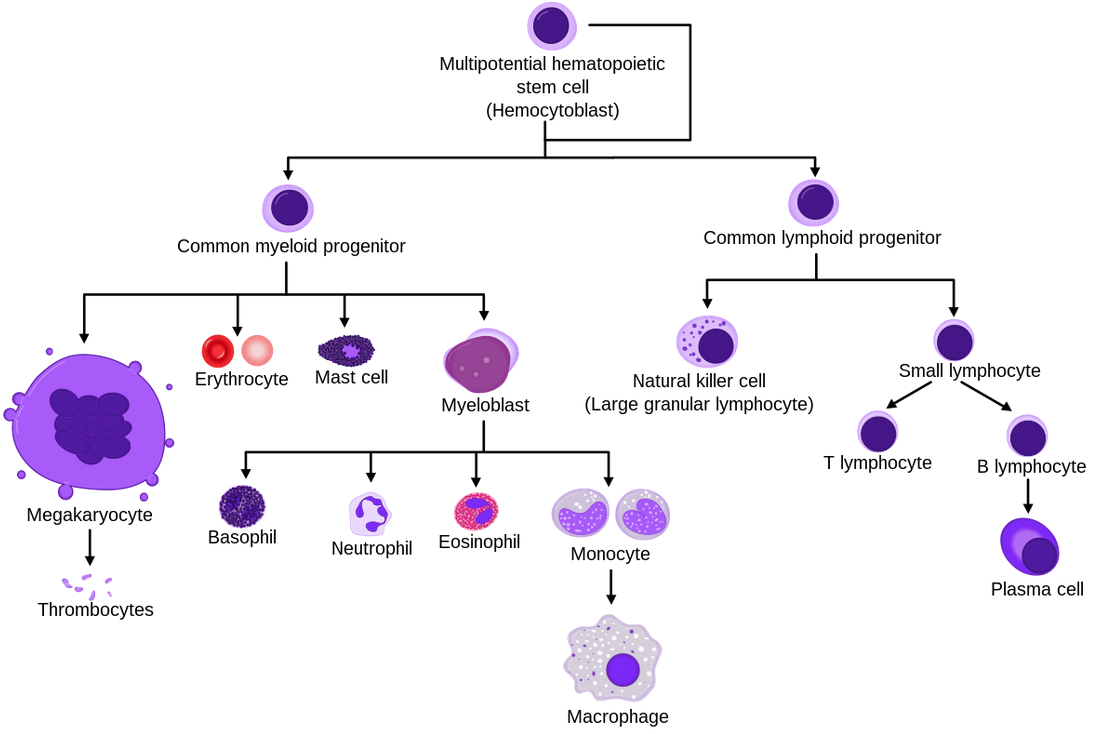 Multipotential hematopoietic
stem cell
(Hemocytoblast)
Common myeloid progenitor
Common lymphoid progenitor
Erythrocyte
Mast cell
Myeloblast
Natural killer cell
(Large granular lymphocyte)
Small lymphocyte
T lymphocyte
B lymphocyte
Megakaryocyte
Basophil
Neutrophil
Eosinophil
Monocyte
Plasma cell
Thrombocytes
Macrophage